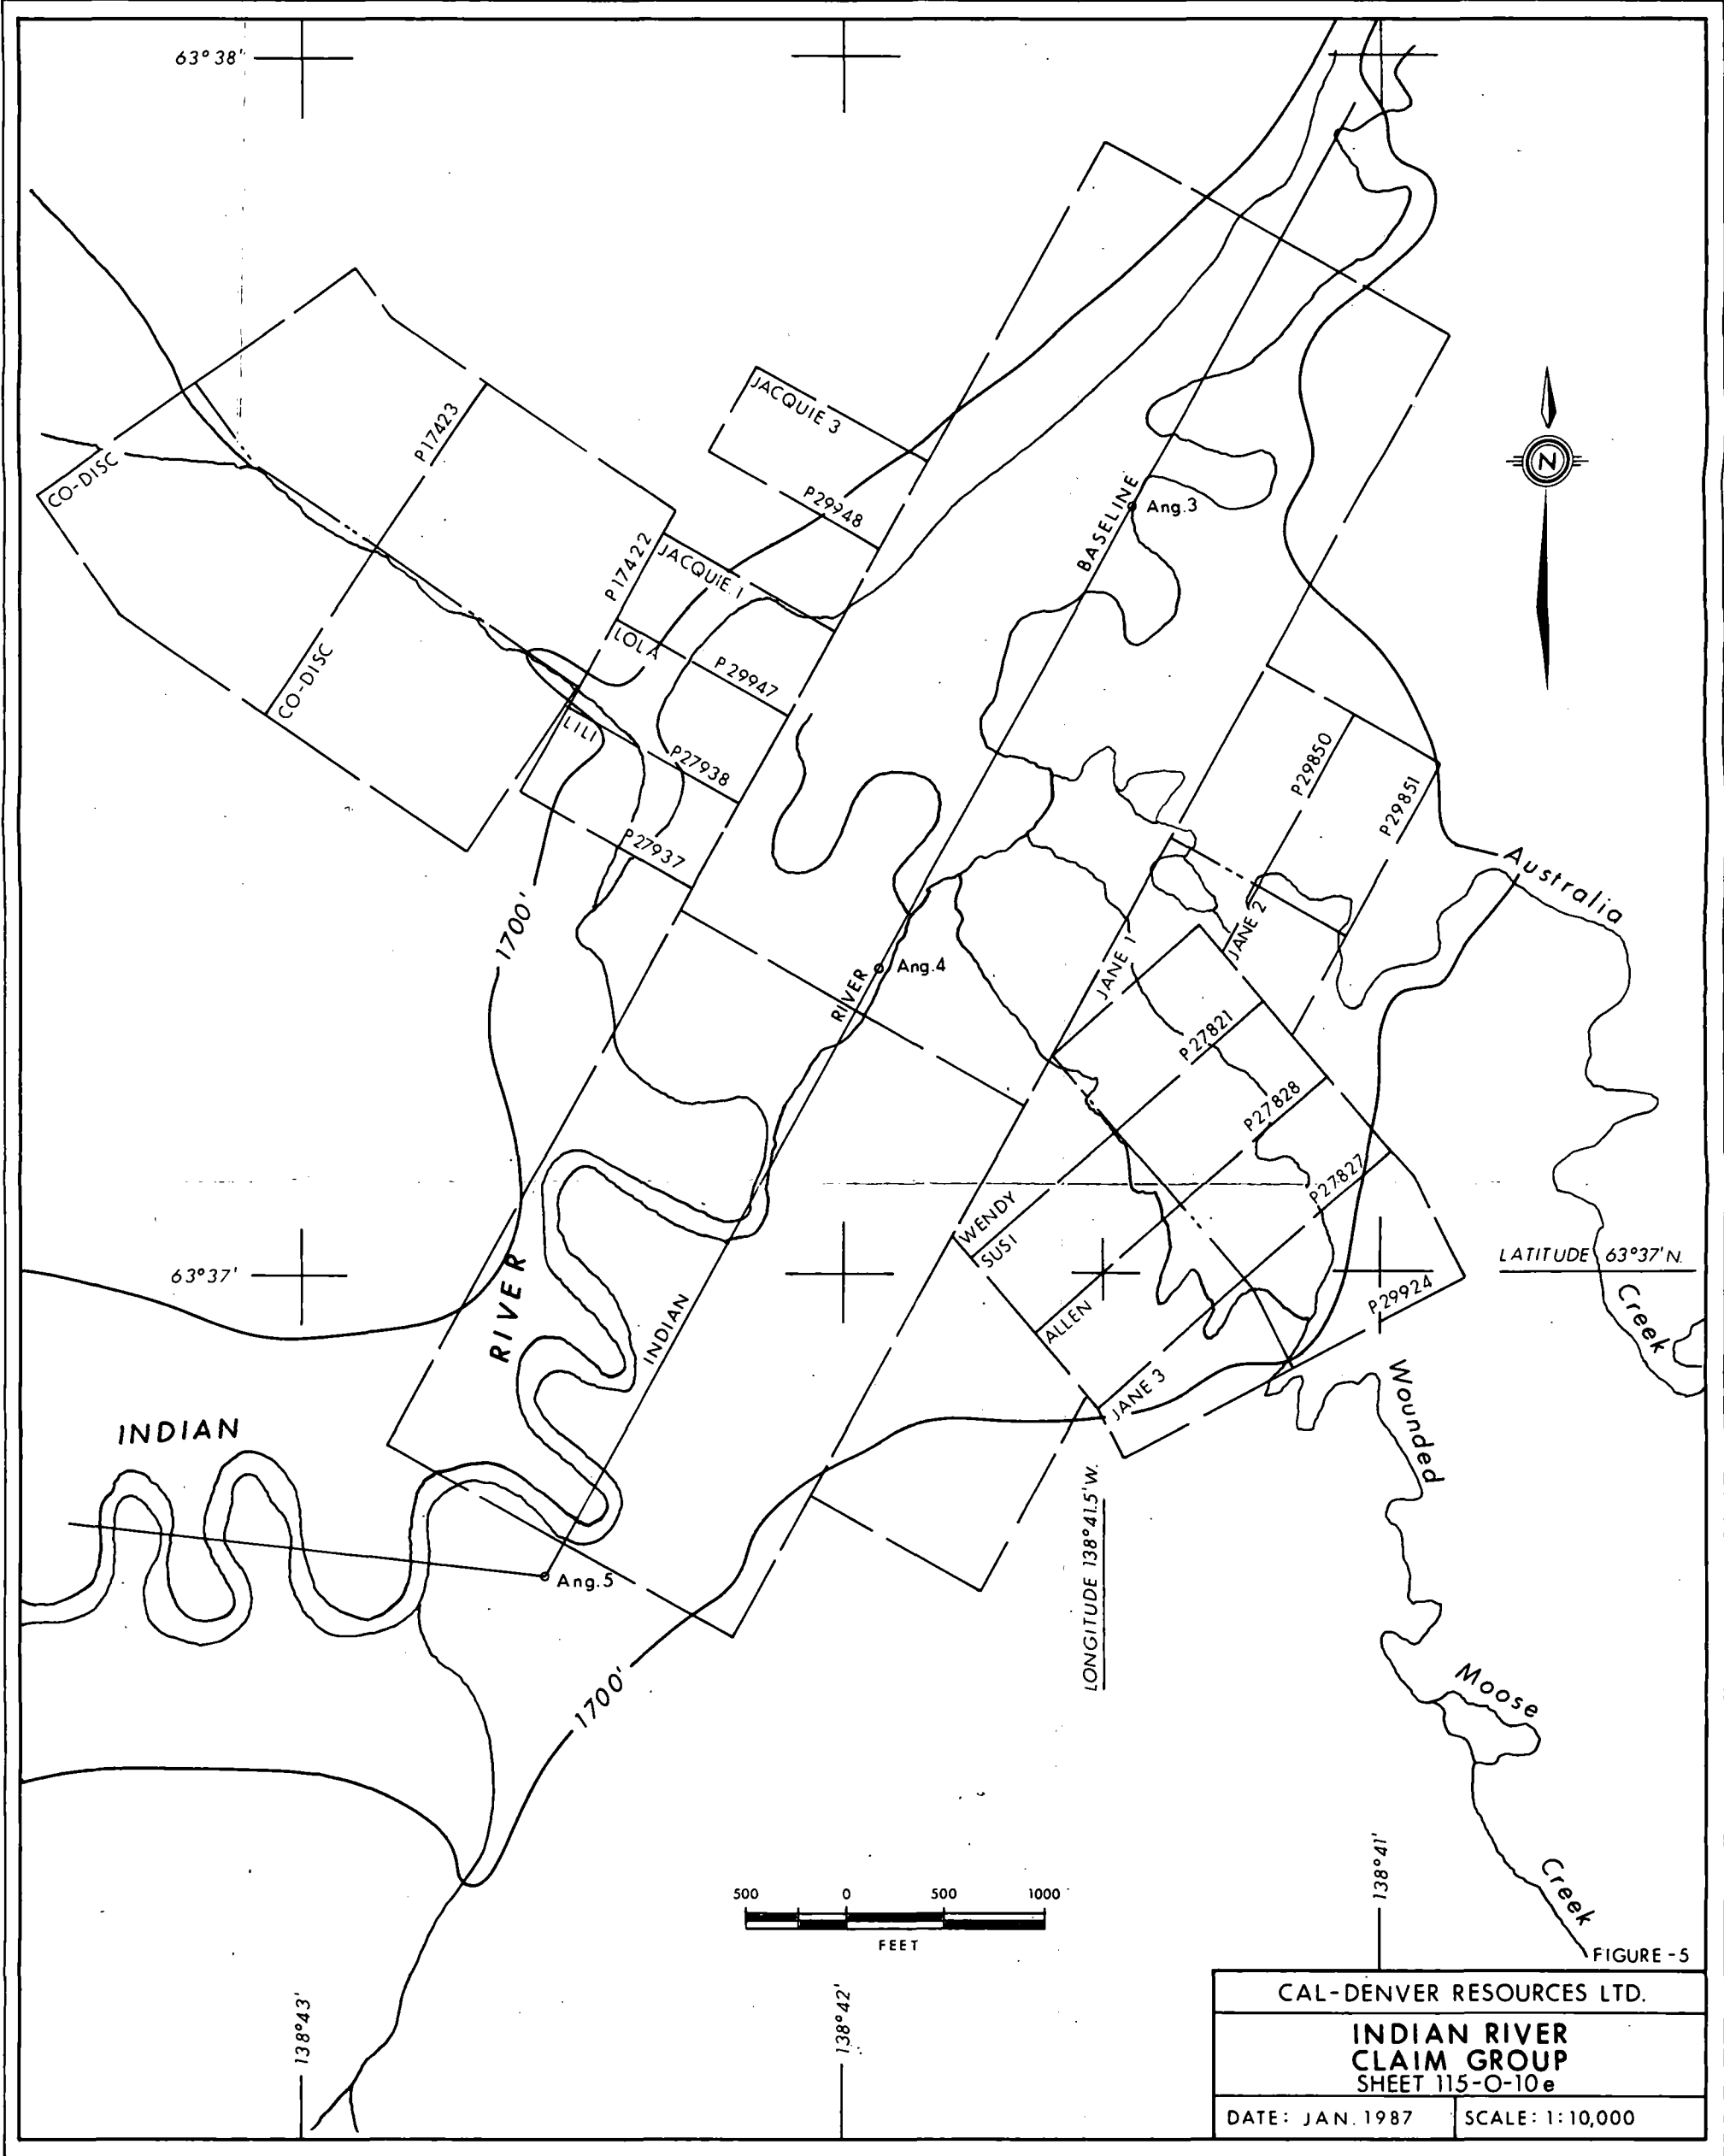 63°38'
JACQUIE 3
P17423
CO-DISC
P29948
N
BASELINE
Ang.3
P17422
JACQUIE 1
LOLA
P29947
CO-DISC
LILI
P27938
P29850
P29851
P27937
Australia
1700'
JANE 2
JANE 1
RIVER
Ang.4
P27821
P27828
P27827
WENDY
SUSI
LATITUDE 63°37'N.
63°37'
RIVER
INDIAN
P29924
Creek
ALLEN
JANE 3
Wounded
INDIAN
LONGITUDE 138°41.5'W.
Ang.5
Moose
1700'
Creek
138°41'
500 0 500 1000
FEET
FIGURE-5
138°43'
138°42'
CAL-DENVER RESOURCES LTD.
INDIAN RIVER
CLAIM GROUP
SHEET 115-O-10e
DATE: JAN. 1987
SCALE: 1:10,000